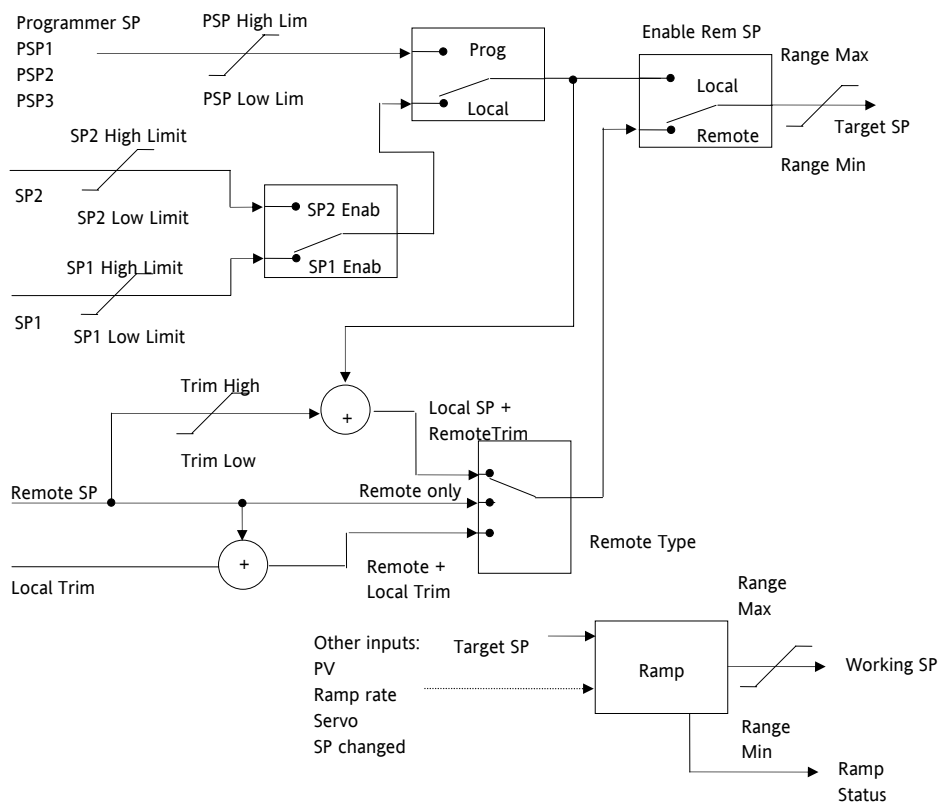 Programmer SP
PSP1
PSP2
PSP3
PSP High Lim
PSP Low Lim
Prog
Local
Enable Rem SP
Local
Remote
Range Max
Target SP
Range Min
SP2 High Limit
SP2
SP2 Low Limit
SP2 Enab
SP1 Enab
SP1 High Limit
SP1
SP1 Low Limit
Trim High
+
Trim Low
Local SP +
RemoteTrim
Remote SP
Remote only
+
Local Trim
Remote +
Local Trim
Remote Type
Other inputs:
PV
Ramp rate
Servo
SP changed
Target SP
Ramp
Range
Max
Working SP
Range
Min
Ramp
Status